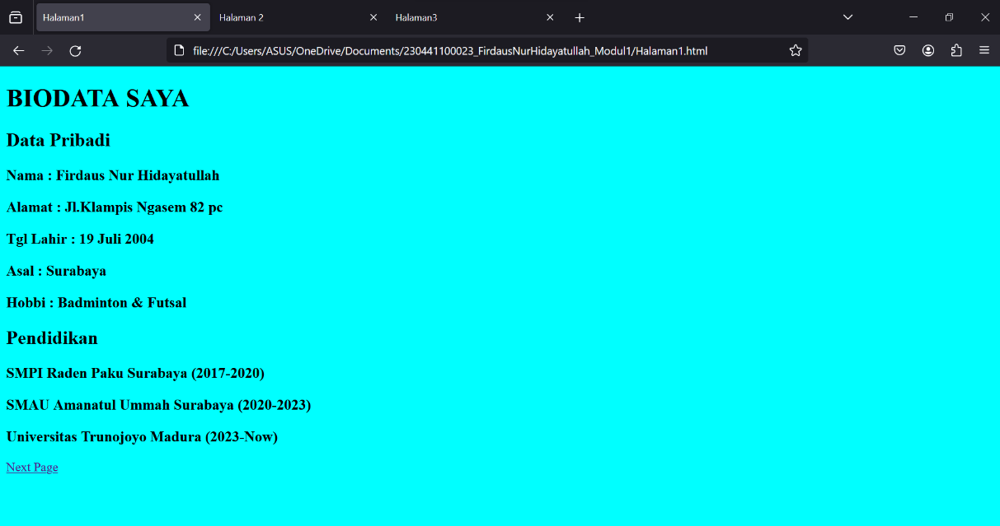 Halaman1
Halaman 2
Halaman3
file:///C:/Users/ASUS/OneDrive/Documents/230441100023_FirdausNurHidayatullah_Modul1/Halaman1.html
BIODATA SAYA
Data Pribadi
Nama : Firdaus Nur Hidayatullah
Alamat : Jl.Klampis Ngasem 82 pc
Tgl Lahir : 19 Juli 2004
Asal : Surabaya
Hobbi : Badminton & Futsal
Pendidikan
SMPI Raden Paku Surabaya (2017-2020)
SMAU Amanatul Ummah Surabaya (2020-2023)
Universitas Trunojoyo Madura (2023-Now)
Next Page